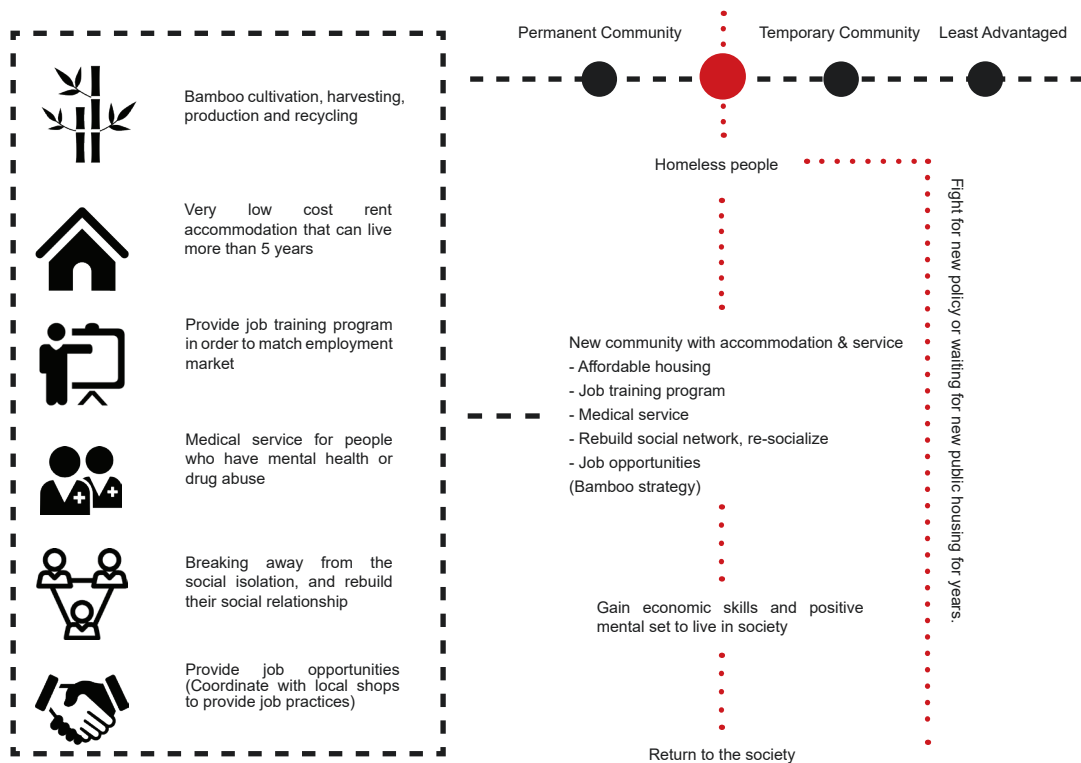 Bamboo cultivation, harvesting,
production and recycling
Very low cost rent
accommodation that can live
more than 5 years
Provide job training program
in order to match employment
market
Medical service for people
who have mental health or
drug abuse
Breaking away from the
social isolation, and rebuild
their social relationship
Provide job opportunities
(Coordinate with local shops
to provide job practices)
Permanent Community
Temporary Community
Least Advantaged
Homeless people
New community with accommodation & service
- Affordable housing
- Job training program
- Medical service
- Rebuild social network, re-socialize
- Job opportunities
(Bamboo strategy)
Gain economic skills and positive
mental set to live in society
Return to the society
Fight for new policy or waiting for new public housing for years.